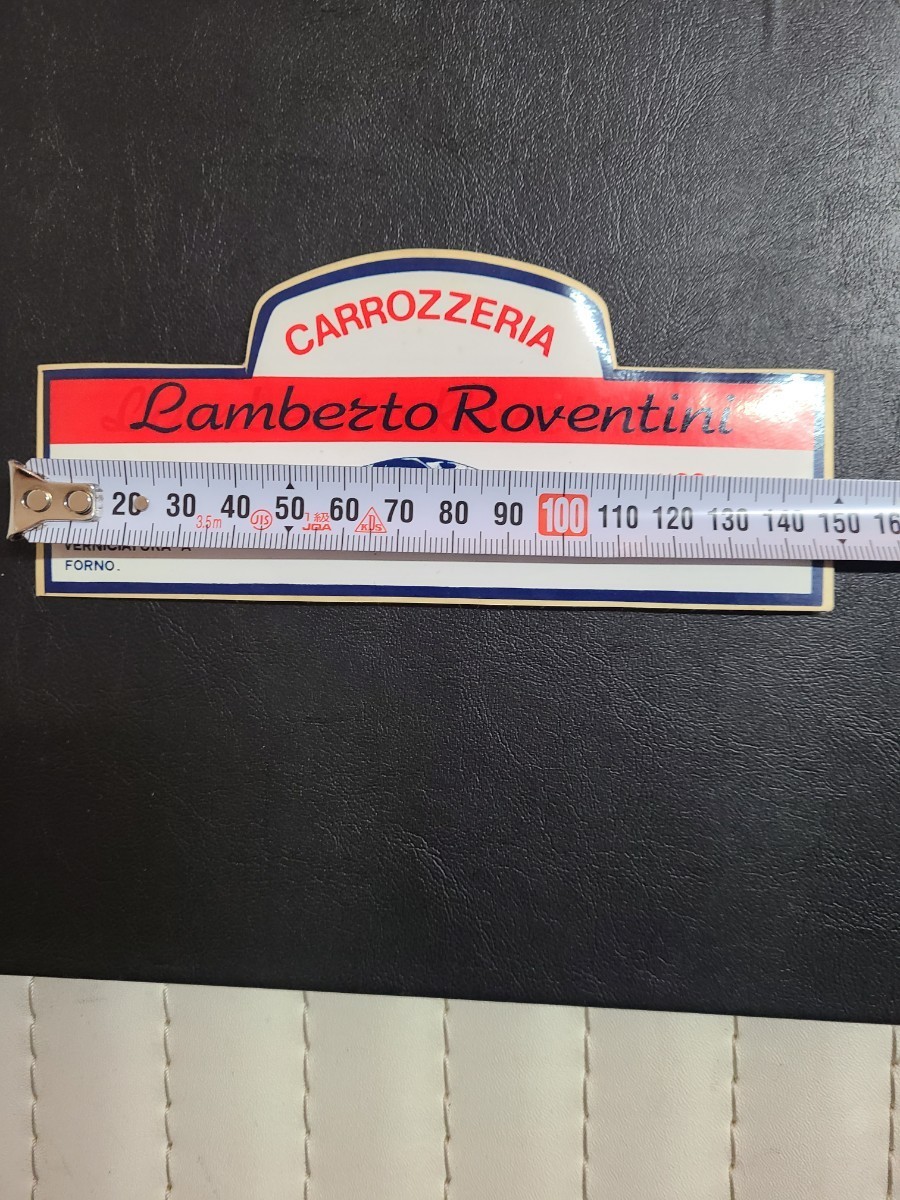 CARROZZERIA
Lamberto Roventini
20 30 40 50 60 70 80 90 100 110 120 130 140 150 16
3.5m JIS 1級 JQA KDS
VERNICIATURA A
FORNO.